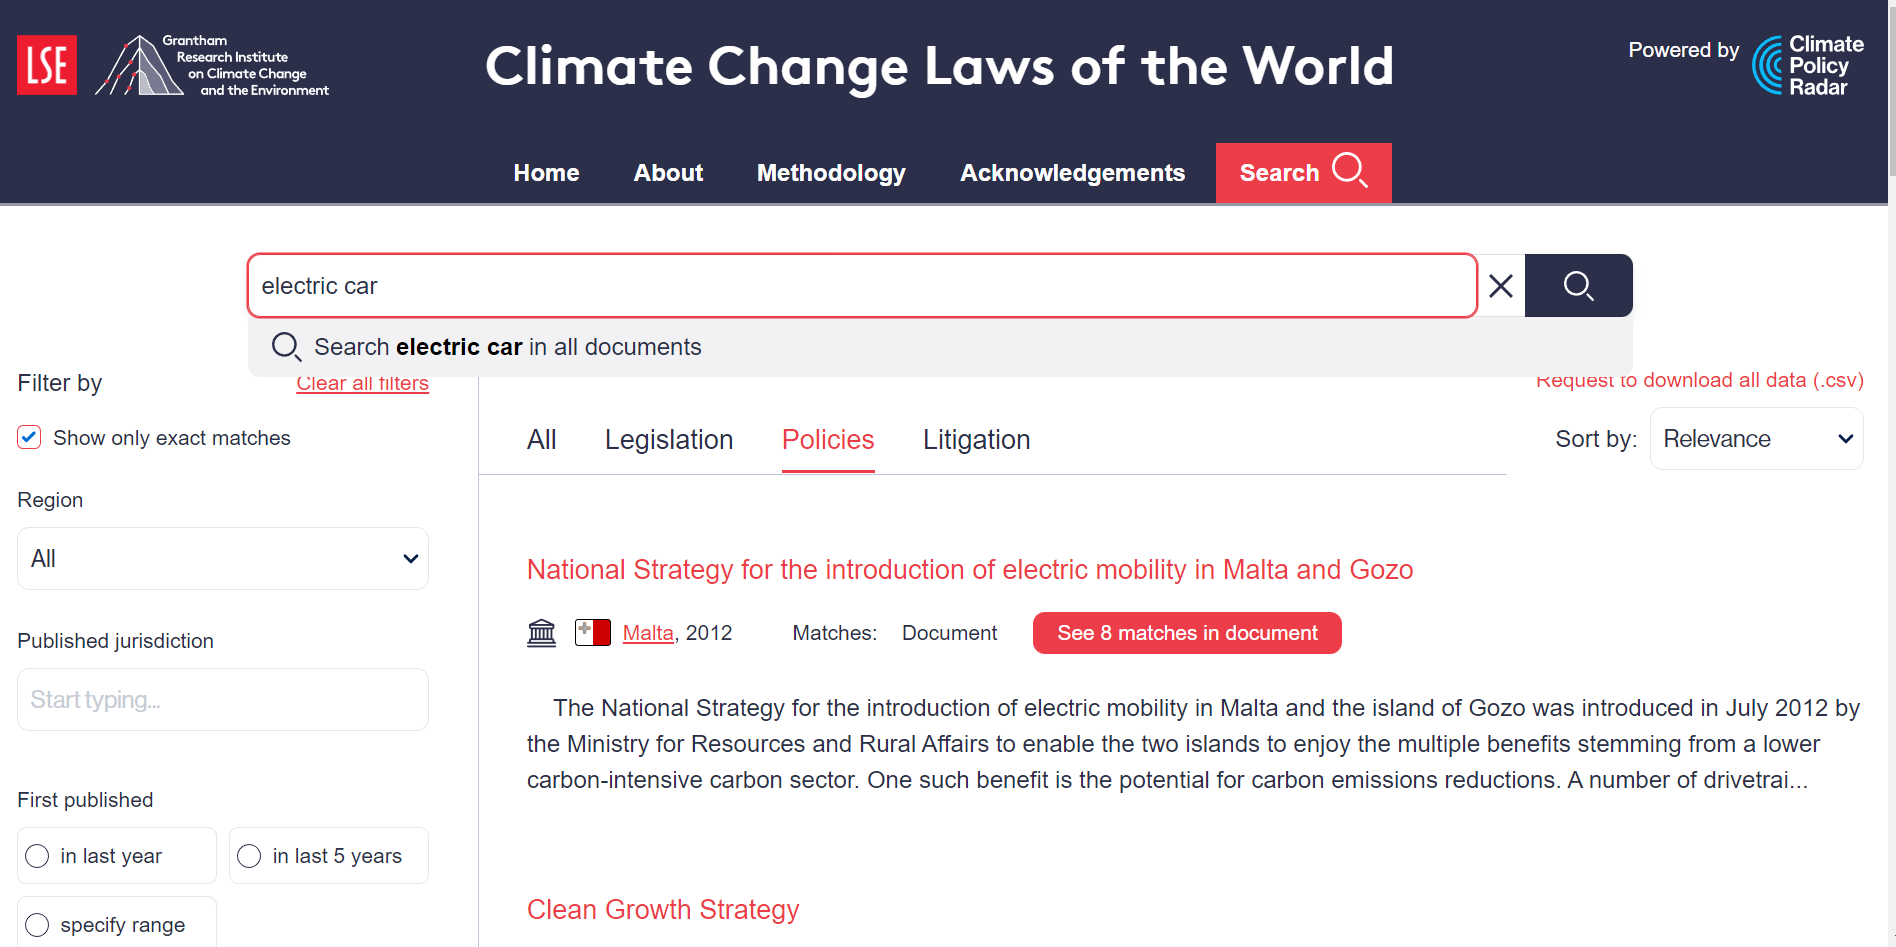 LSE
Grantham
Research Institute
on Climate Change
and the Environment
Climate Change Laws of the World
Powered by
Climate
Policy
Radar
Home
About
Methodology
Acknowledgements
Search
electric car
Search electric car in all documents
Filter by
Clear all filters
Request to download all data (.csv)
Show only exact matches
All
Legislation
Policies
Litigation
Sort by:
Relevance
Region
All
National Strategy for the introduction of electric mobility in Malta and Gozo
Malta, 2012
Matches:
Document
See 8 matches in document
Published jurisdiction
Start typing...
The National Strategy for the introduction of electric mobility in Malta and the island of Gozo was introduced in July 2012 by
the Ministry for Resources and Rural Affairs to enable the two islands to enjoy the multiple benefits stemming from a lower
carbon-intensive carbon sector. One such benefit is the potential for carbon emissions reductions. A number of drivetrai...
First published
in last year
in last 5 years
specify range
Clean Growth Strategy